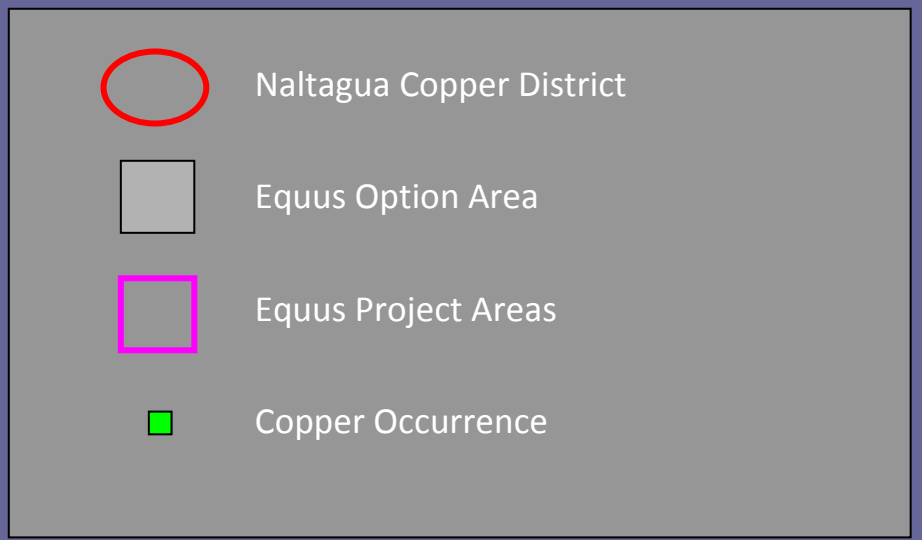 Naltagua Copper District
Equus Option Area
Equus Project Areas
Copper Occurrence